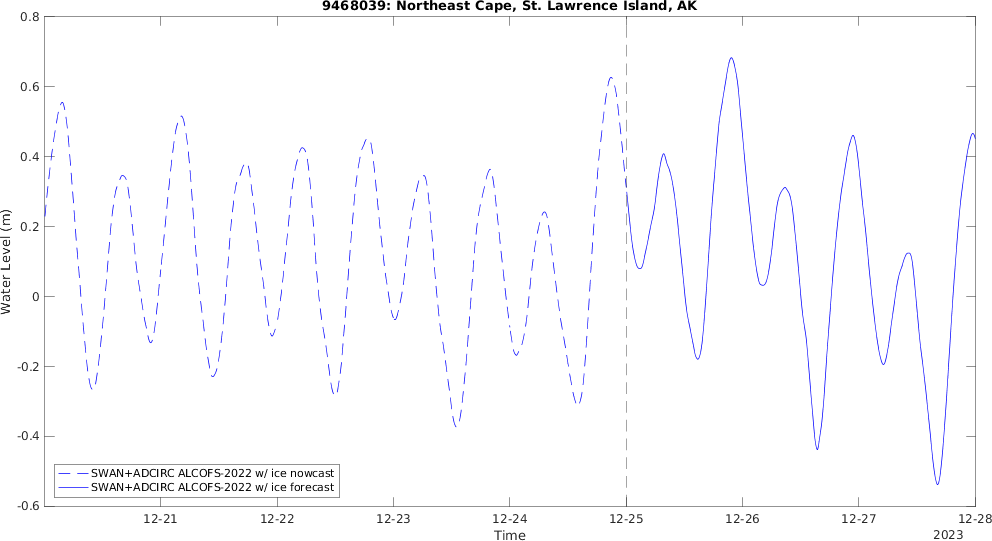 9468039: Northeast Cape, St. Lawrence Island, AK
0.8
0.6
0.4
0.2
0
-0.2
-0.4
-0.6
Water Level (m)
SWAN+ADCIRC ALCOFS-2022 w/ ice nowcast
SWAN+ADCIRC ALCOFS-2022 w/ ice forecast
12-21 12-22 12-23 12-24 12-25 12-26 12-27 12-28
Time
2023